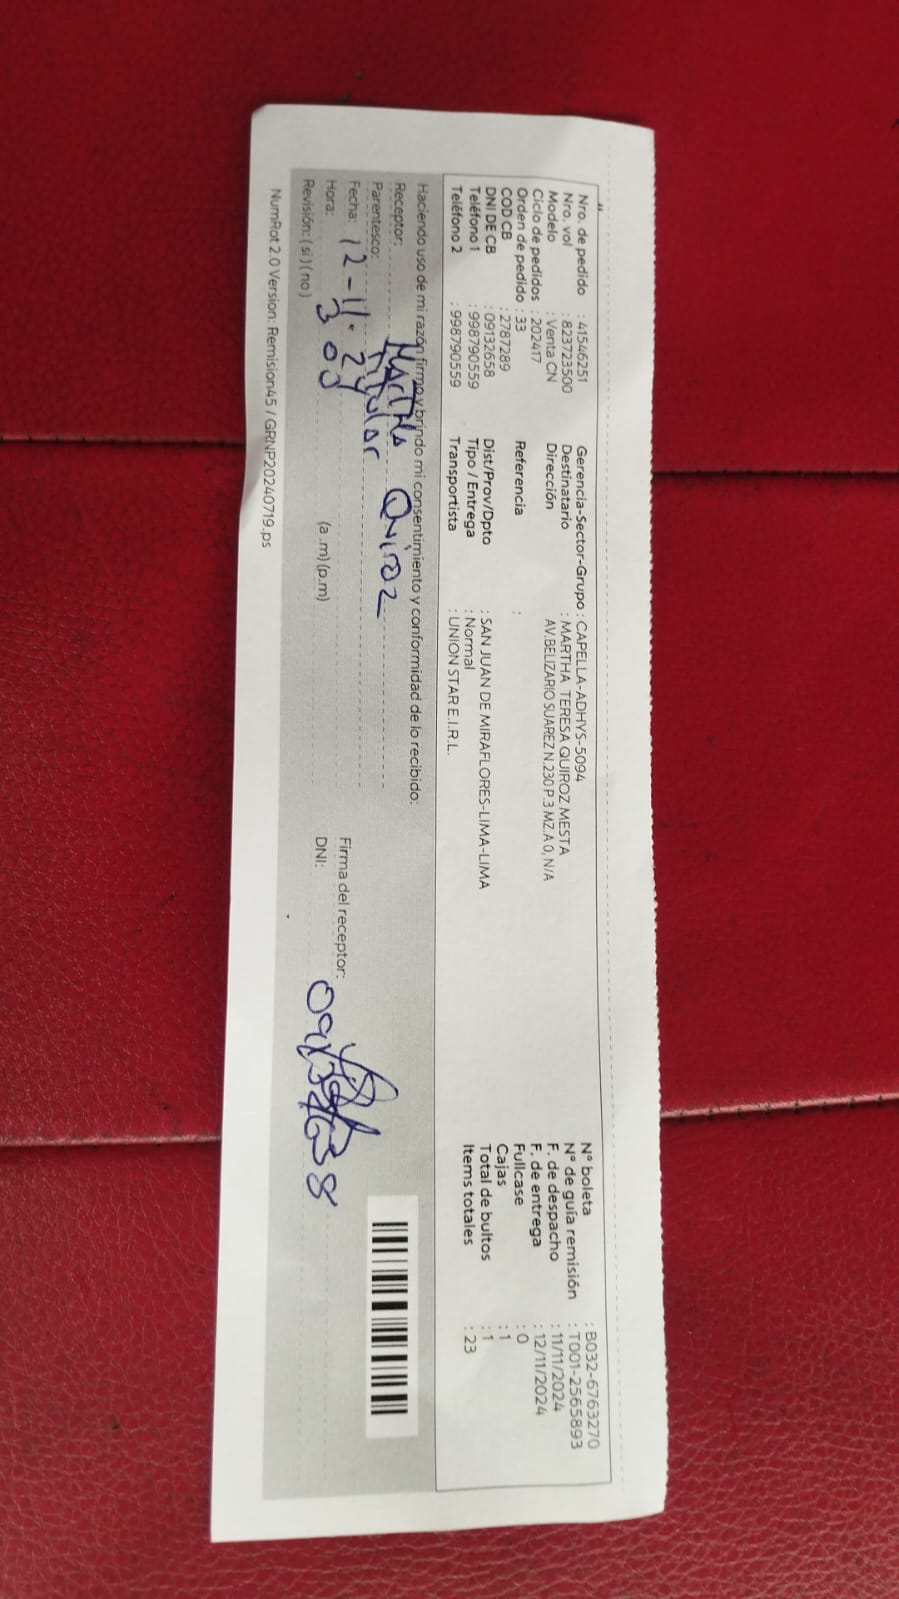 Nro. de pedido : 41546251
Nro. vol : 823723500
Modelo : Venta CN
Ciclo de pedidos : 202417
Orden de pedido : 33
COD CB : 2787289
DNI DE CB : 09132658
Teléfono 1 : 998790559
Teléfono 2 : 998790559
Gerencia-Sector-Grupo : CAPELLA-ADHYS-5094
Destinatario : MARTHA TERESA QUIROZ MESTA
Dirección AV.BELIZARIO SUAREZ N.230 P.3 MZ.A 0, N/A
Referencia :
Dist/Prov/Dpto : SAN JUAN DE MIRAFLORES-LIMA-LIMA
Tipo / Entrega : Normal
Transportista : UNION STAR E.I.R.L.
N° boleta : B032-6763270
N° de guía remisión : T001-2565893
F. de despacho : 11/11/2024
F. de entrega : 12/11/2024
Fullcase : 0
Cajas : 1
Total de bultos : 1
Items totales : 23
Haciendo uso de mi razón firmo y brindo mi consentimiento y conformidad de lo recibido:
Receptor: Martha Quiroz
Parentesco: Titular
Fecha: 12-11-24
Hora: 3 00 (a.m) (p.m)
Revisión: ( si ) ( no )
Firma del receptor:
DNI:
NumRot 2.0 Version: Remision45 / GRNP20240719.ps